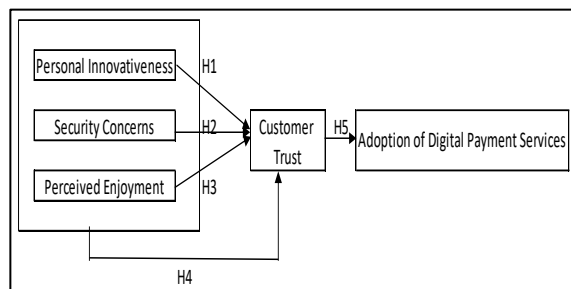 Personal Innovativeness
H1
Security Concerns
H2
Customer
Trust
H5
Adoption of Digital Payment Services
Perceived Enjoyment
H3
H4